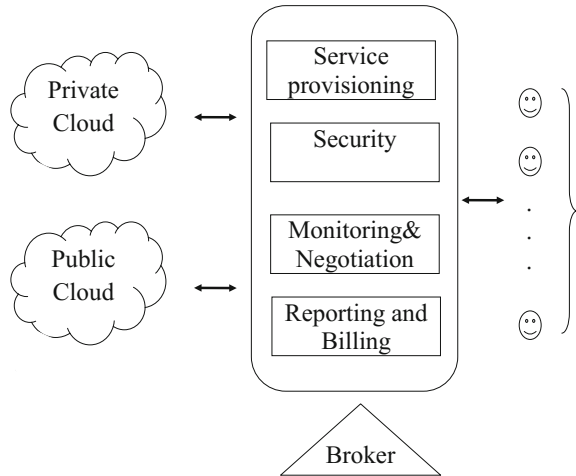 Private
Cloud
Public
Cloud
Service
provisioning
Security
Monitoring&
Negotiation
Reporting and
Billing
Broker